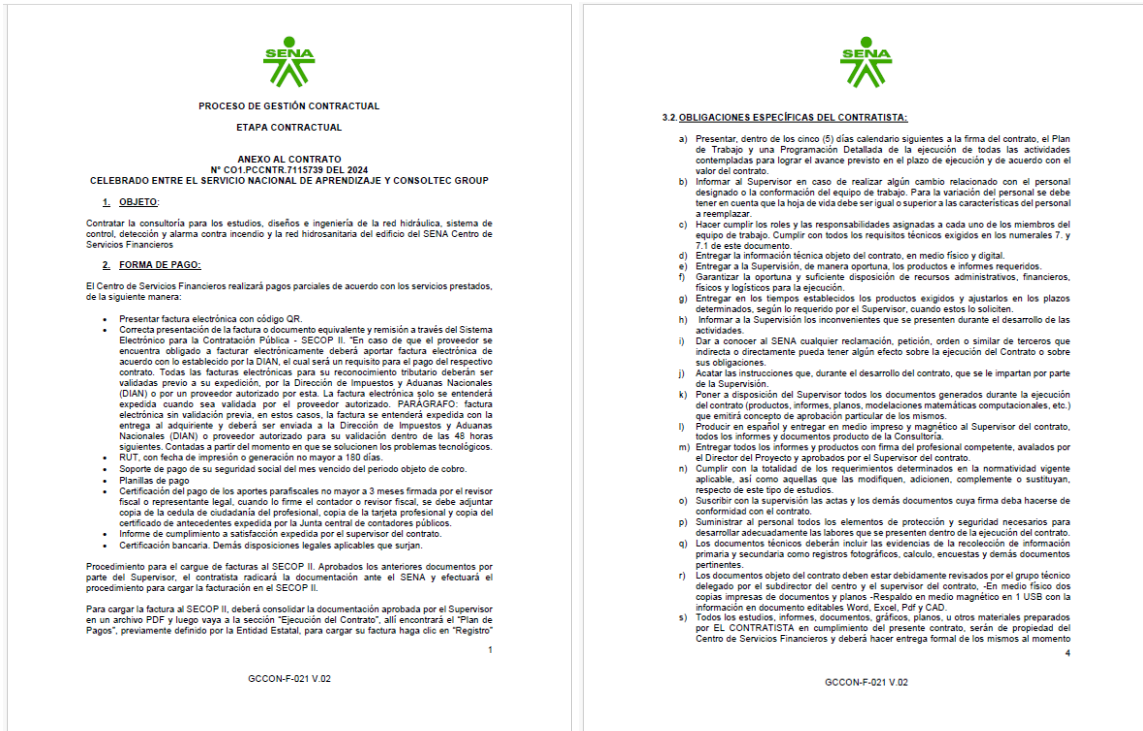 SENA
PROCESO DE GESTIÓN CONTRACTUAL
ETAPA CONTRACTUAL
ANEXO AL CONTRATO
N° CO1.PCCNTR.7115739 DEL 2024
CELEBRADO ENTRE EL SERVICIO NACIONAL DE APRENDIZAJE Y CONSOLTEC GROUP
1. OBJETO:
Contratar la consultoría para los estudios, diseños e ingeniería de la red hidráulica, sistema de
control, detección y alarma contra incendio y la red hidrosanitaria del edificio del SENA Centro de
Servicios Financieros
2. FORMA DE PAGO:
El Centro de Servicios Financieros realizará pagos parciales de acuerdo con los servicios prestados,
de la siguiente manera:
• Presentar factura electrónica con código QR.
• Correcta presentación de la factura o documento equivalente y remisión a través del Sistema
Electrónico para la Contratación Pública - SECOP II. "En caso de que el proveedor se
encuentra obligado a facturar electrónicamente deberá aportar factura electrónica de
acuerdo con lo establecido por la DIAN, el cual será un requisito para el pago del respectivo
contrato. Todas las facturas electrónicas para su reconocimiento tributario deberán ser
validadas previo a su expedición, por la Dirección de Impuestos y Aduanas Nacionales
(DIAN) o por un proveedor autorizado por esta. La factura electrónica solo se entenderá
expedida cuando sea validada por el proveedor autorizado. PARÁGRAFO: factura
electrónica sin validación previa, en estos casos, la factura se entenderá expedida con la
entrega al adquiriente y deberá ser enviada a la Dirección de Impuestos y Aduanas
Nacionales (DIAN) o proveedor autorizado para su validación dentro de las 48 horas
siguientes. Contadas a partir del momento en que se solucionen los problemas tecnológicos.
• RUT, con fecha de impresión o generación no mayor a 180 días.
• Soporte de pago de su seguridad social del mes vencido del periodo objeto de cobro.
• Planillas de pago
• Certificación del pago de los aportes parafiscales no mayor a 3 meses firmada por el revisor
fiscal o representante legal, cuando lo firme el contador o revisor fiscal, se debe adjuntar
copia de la cedula de ciudadanía del profesional, copia de la tarjeta profesional y copia del
certificado de antecedentes expedida por la Junta central de contadores públicos.
• Informe de cumplimiento a satisfacción expedida por el supervisor del contrato.
• Certificación bancaria. Demás disposiciones legales aplicables que surjan.
Procedimiento para el cargue de facturas al SECOP II. Aprobados los anteriores documentos por
parte del Supervisor, el contratista radicará la documentación ante el SENA y efectuará el
procedimiento para cargar la facturación en el SECOP II.
Para cargar la factura al SECOP II, deberá consolidar la documentación aprobada por el Supervisor
en un archivo PDF y luego vaya a la sección "Ejecución del Contrato", allí encontrará el "Plan de
Pagos", previamente definido por la Entidad Estatal, para cargar su factura haga clic en "Registro"
1
GCCON-F-021 V.02
SENA
3.2. OBLIGACIONES ESPECÍFICAS DEL CONTRATISTA:
a) Presentar, dentro de los cinco (5) días calendario siguientes a la firma del contrato, el Plan
de Trabajo y una Programación Detallada de la ejecución de todas las actividades
contempladas para lograr el avance previsto en el plazo de ejecución y de acuerdo con el
valor del contrato.
b) Informar al Supervisor en caso de realizar algún cambio relacionado con el personal
designado o la conformación del equipo de trabajo. Para la variación del personal se debe
tener en cuenta que la hoja de vida debe ser igual o superior a las características del personal
a reemplazar.
c) Hacer cumplir los roles y las responsabilidades asignadas a cada uno de los miembros del
equipo de trabajo. Cumplir con todos los requisitos técnicos exigidos en los numerales 7. y
7.1 de este documento.
d) Entregar la información técnica objeto del contrato, en medio físico y digital.
e) Entregar a la Supervisión, de manera oportuna, los productos e informes requeridos.
f) Garantizar la oportuna y suficiente disposición de recursos administrativos, financieros,
físicos y logísticos para la ejecución.
g) Entregar en los tiempos establecidos los productos exigidos y ajustarlos en los plazos
determinados, según lo requerido por el Supervisor, cuando estos lo soliciten.
h) Informar a la Supervisión los inconvenientes que se presenten durante el desarrollo de las
actividades.
i) Dar a conocer al SENA cualquier reclamación, petición, orden o similar de terceros que
indirecta o directamente pueda tener algún efecto sobre la ejecución del Contrato o sobre
sus obligaciones.
j) Acatar las instrucciones que, durante el desarrollo del contrato, que se le impartan por parte
de la Supervisión.
k) Poner a disposición del Supervisor todos los documentos generados durante la ejecución
del contrato (productos, informes, planos, modelaciones matemáticas computacionales, etc.)
que emitirá concepto de aprobación particular de los mismos.
l) Producir en español y entregar en medio impreso y magnético al Supervisor del contrato,
todos los informes y documentos producto de la Consultoría.
m) Entregar todos los informes y productos con firma del profesional competente, avalados por
el Director del Proyecto y aprobados por el Supervisor del contrato.
n) Cumplir con la totalidad de los requerimientos determinados en la normatividad vigente
aplicable, así como aquellas que las modifiquen, adicionen, complemente o sustituyan,
respecto de este tipo de estudios.
o) Suscribir con la supervisión las actas y los demás documentos cuya firma deba hacerse de
conformidad con el contrato.
p) Suministrar al personal todos los elementos de protección y seguridad necesarios para
desarrollar adecuadamente las labores que se presenten dentro de la ejecución del contrato.
q) Los documentos técnicos deberán incluir las evidencias de la recolección de información
primaria y secundaria como registros fotográficos, calculo, encuestas y demás documentos
pertinentes.
r) Los documentos objeto del contrato deben estar debidamente revisados por el grupo técnico
delegado por el subdirector del centro y el supervisor del contrato, -En medio físico dos
copias impresas de documentos y planos -Respaldo en medio magnético en 1 USB con la
información en documento editables Word, Excel, Pdf y CAD.
s) Todos los estudios, informes, documentos, gráficos, planos, u otros materiales preparados
por EL CONTRATISTA en cumplimiento del presente contrato, serán de propiedad del
Centro de Servicios Financieros y deberá hacer entrega formal de los mismos al momento
4
GCCON-F-021 V.02